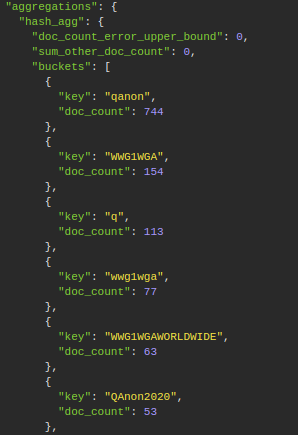 "aggregations": {
"hash_agg": {
"doc_count_error_upper_bound": 0,
"sum_other_doc_count": 0,
"buckets": [
{
"key": "qanon",
"doc_count": 744
},
{
"key": "WWG1WGA",
"doc_count": 154
},
{
"key": "q",
"doc_count": 113
},
{
"key": "wwg1wga",
"doc_count": 77
},
{
"key": "WWG1WGAWORLDWIDE",
"doc_count": 63
},
{
"key": "QAnon2020",
"doc_count": 53
},